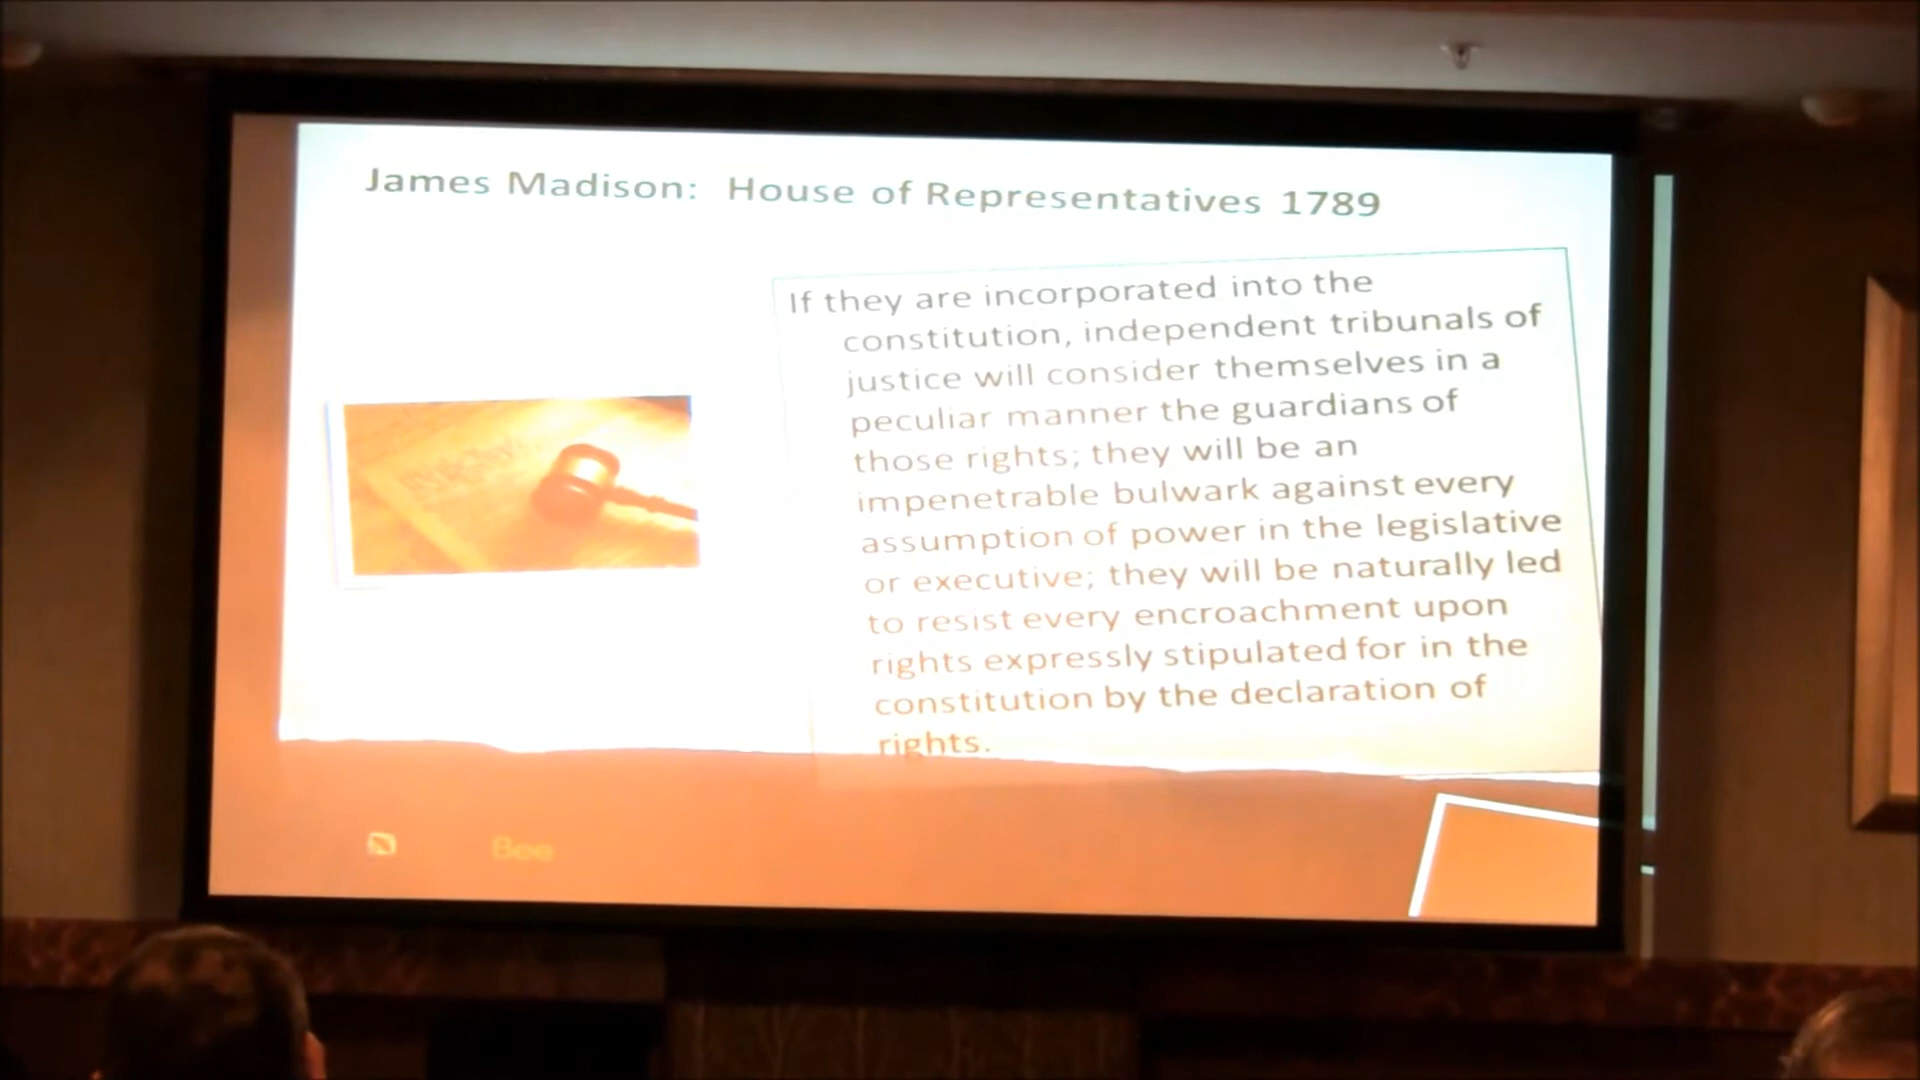 James Madison: House of Representatives 1789
If they are incorporated into the
constitution, independent tribunals of
justice will consider themselves in a
peculiar manner the guardians of
those rights; they will be an
impenetrable bulwark against every
assumption of power in the legislative
or executive; they will be naturally led
to resist every encroachment upon
rights expressly stipulated for in the
constitution by the declaration of
rights.
Bee